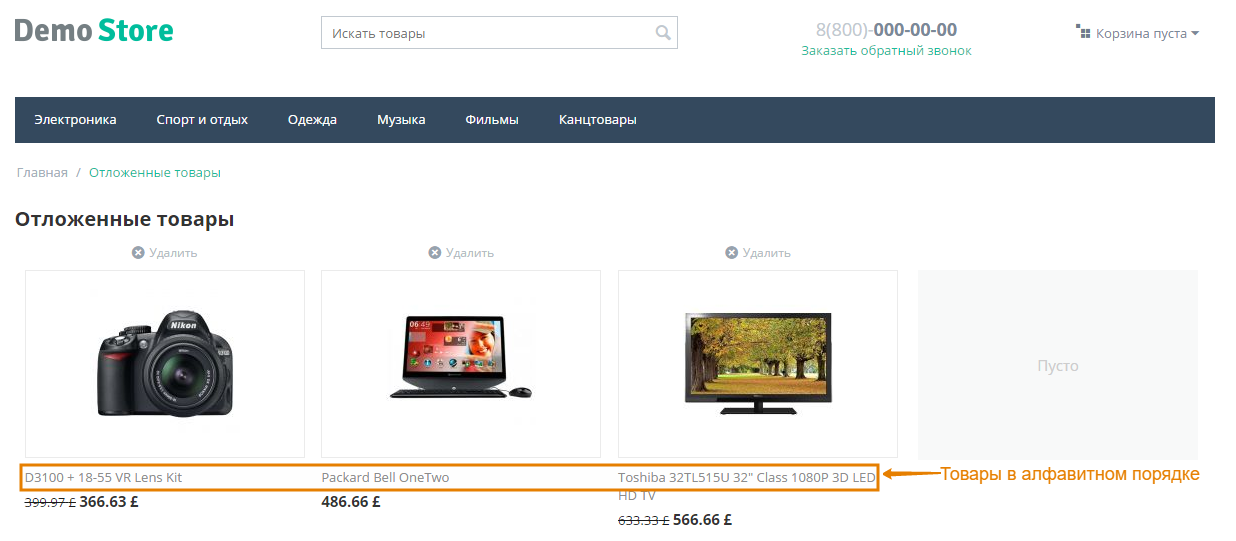 Demo Store
Искать товары
8(800)-000-00-00
Заказать обратный звонок
Корзина пуста
Электроника Спорт и отдых Одежда Музыка Фильмы Канцтовары
Главная / Отложенные товары
Отложенные товары
Удалить Удалить Удалить
Nikon
06:49
Пусто
D3100 + 18-55 VR Lens Kit
399.97 £ 366.63 £
Packard Bell OneTwo
486.66 £
Toshiba 32TL515U 32" Class 1080P 3D LED
HD TV
633.33 £ 566.66 £
Товары в алфавитном порядке